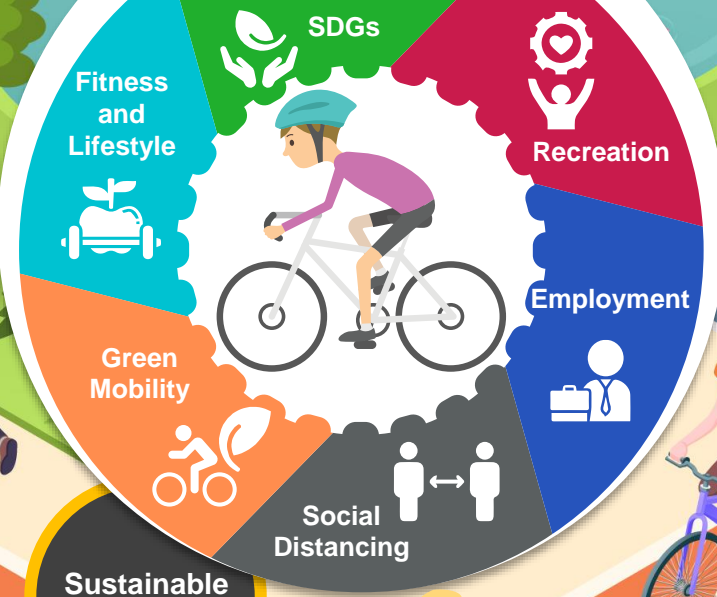 SDGs
Recreation
Employment
Social
Distancing
Green
Mobility
Fitness
and
Lifestyle
Sustainable